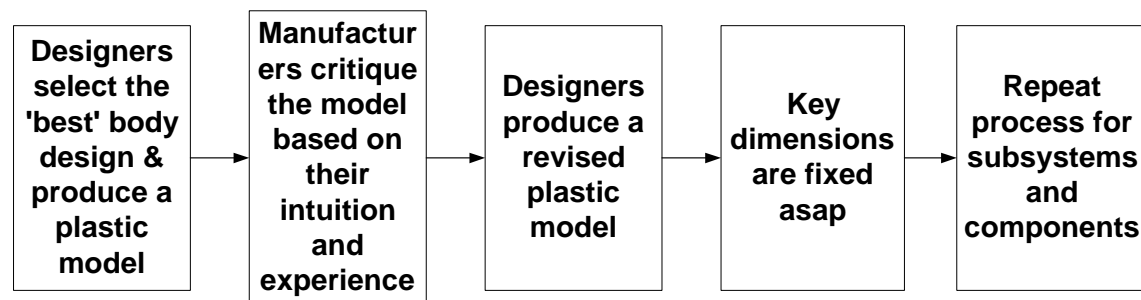 Designers
select the
'best' body
design &
produce a
plastic
model
Manufactur
ers critique
the model
based on
their
intuition
and
experience
Designers
produce a
revised
plastic
model
Key
dimensions
are fixed
asap
Repeat
process for
subsystems
and
components